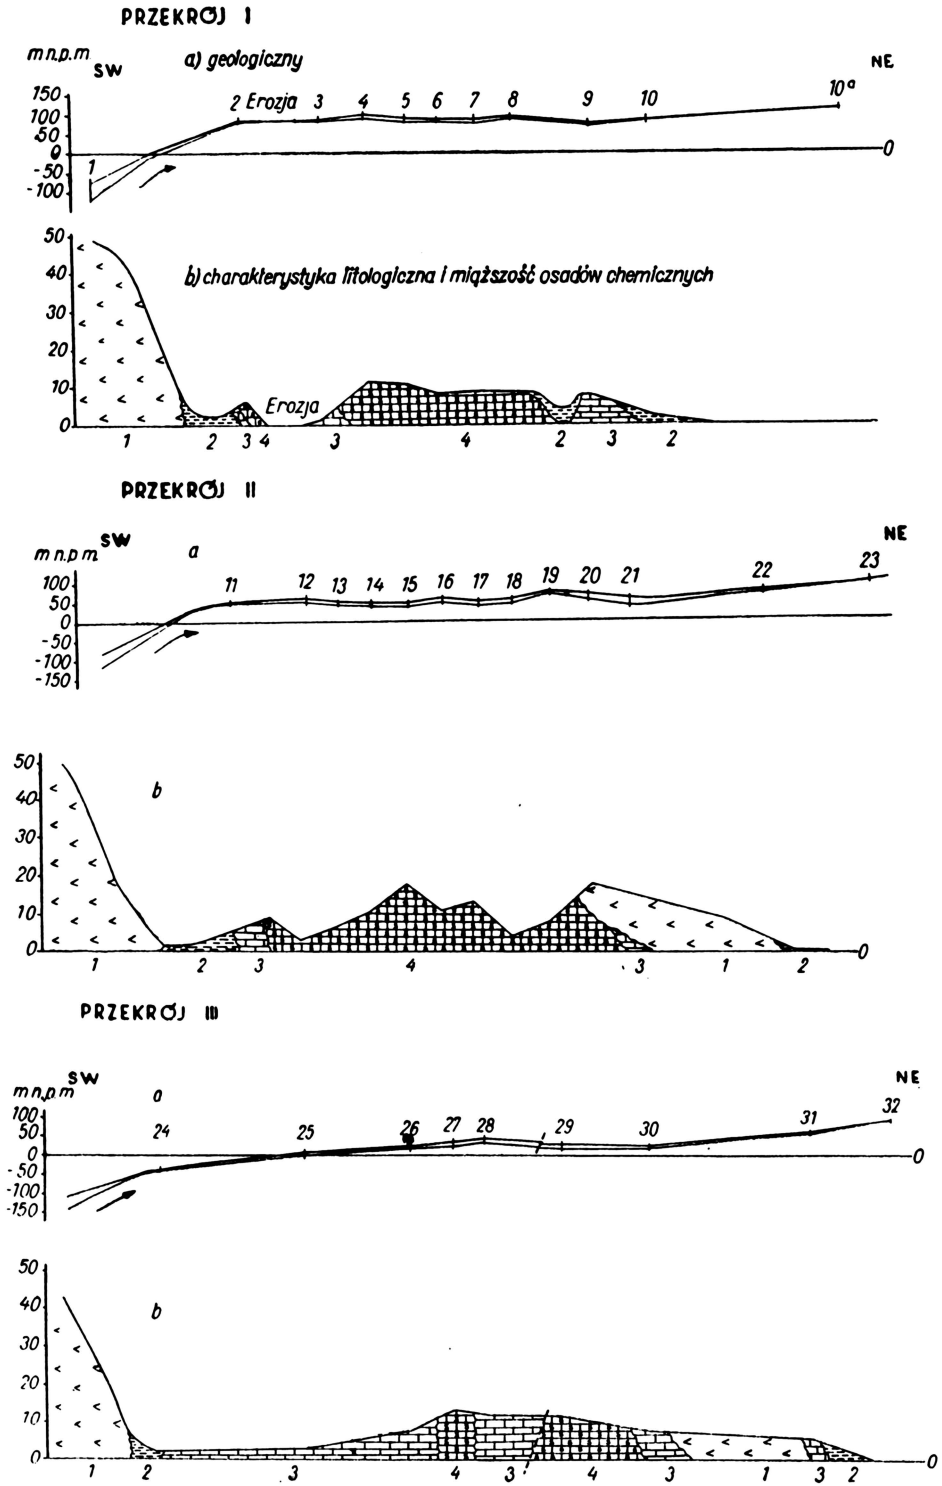 PRZEKRÓJ I
a) geologiczny
m n.p.m.
SW
NE
2 Erozja 3 4 5 6 7 8 9 10 10a
150
100
50
0
-50
-100
1
0
b) charakterystyka litologiczna i miąższość osadów chemicznych
50
40
30
20
10
0
Erozja
1 2 3 4 3 4 2 3 2
PRZEKRÓJ II
SW
NE
m n.p.m.
a
11 12 13 14 15 16 17 18 19 20 21 22 23
100
50
0
-50
-100
-150
b
50
40
30
20
10
0
0
1 2 3 4 3 1 2
PRZEKRÓJ III
SW
NE
m n.p.m
a
24 25 26 27 28 29 30 31 32
100
50
0
-50
-100
-150
0
b
50
40
30
20
10
0
0
1 2 3 4 3 4 3 1 3 2